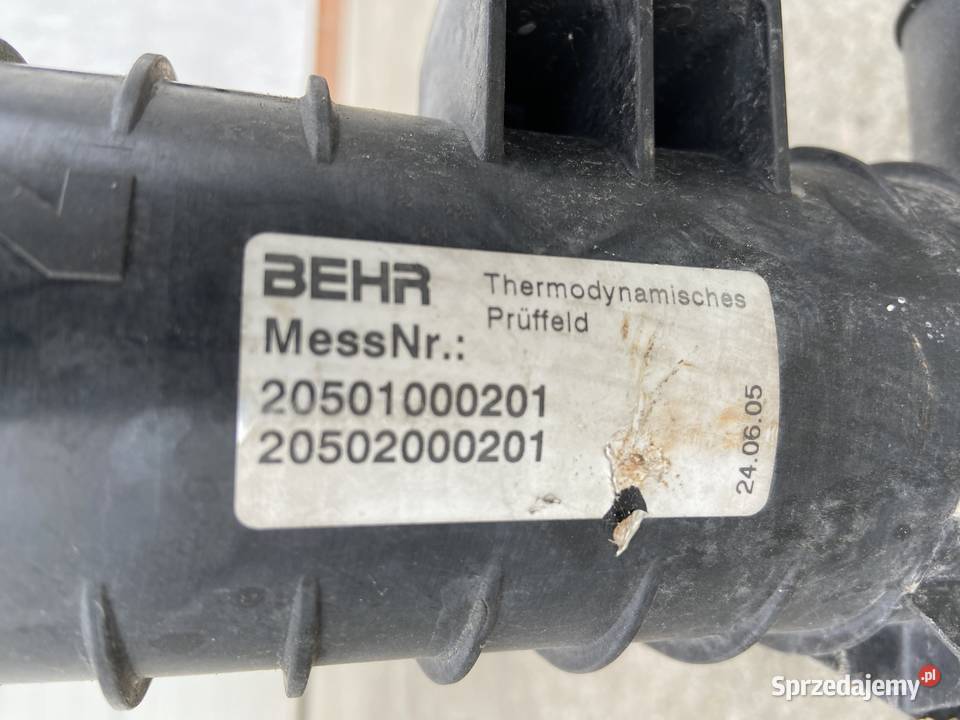 BEHR
Thermodynamisches
Prüffeld
MessNr.:
20501000201
20502000201
24.06.05
Sprzedajemy.pl